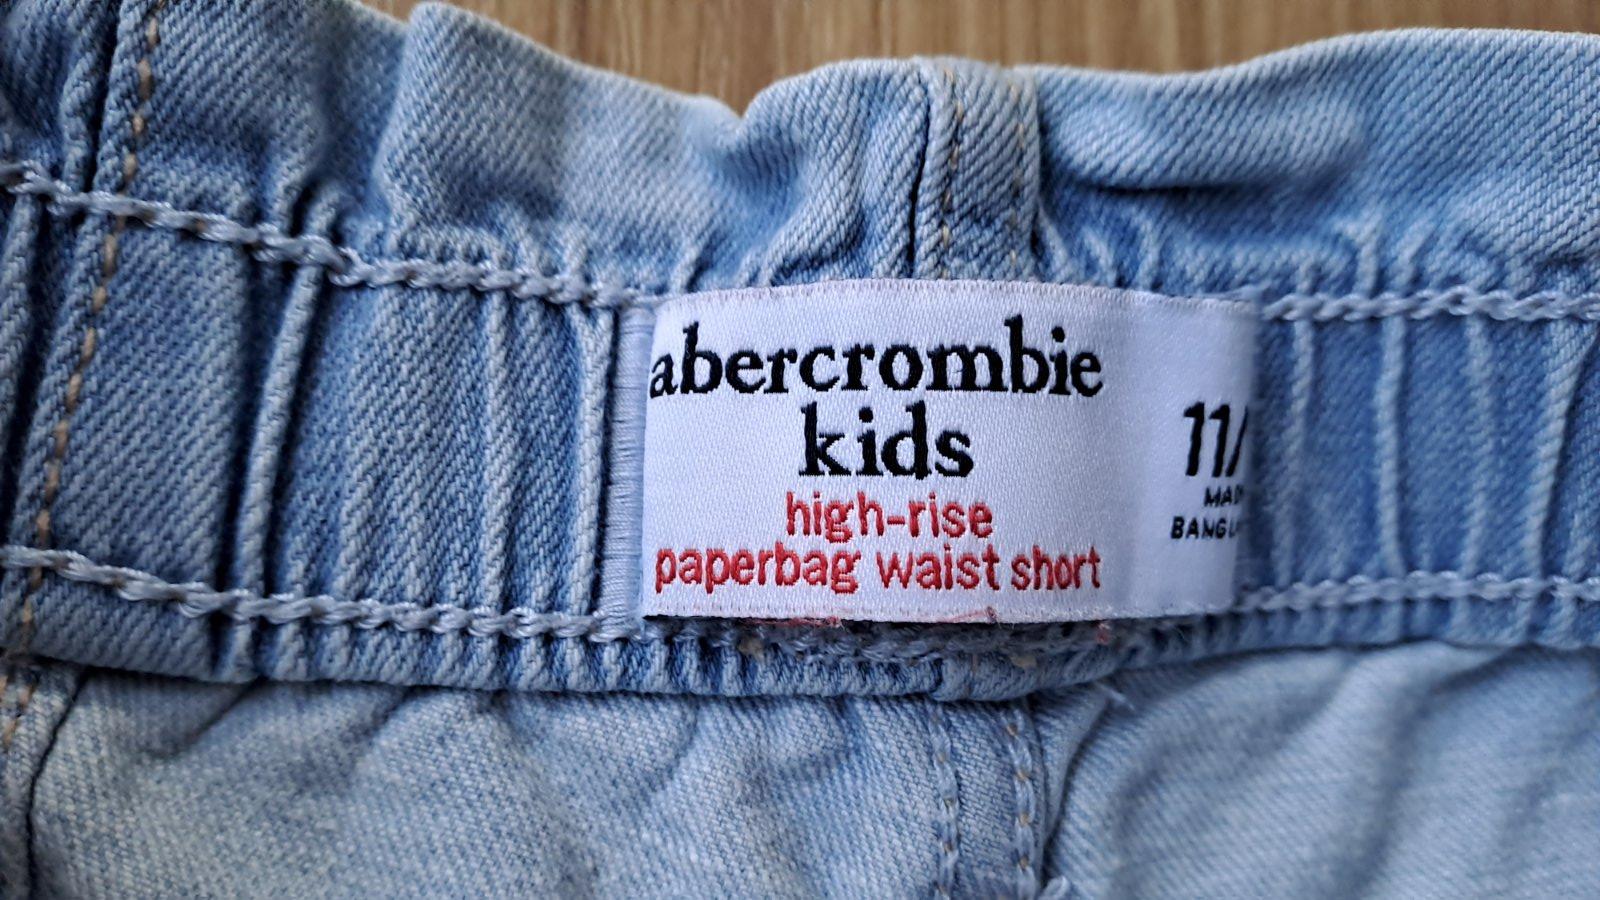 abercrombie
kids
high-rise
paperbag waist short
11/